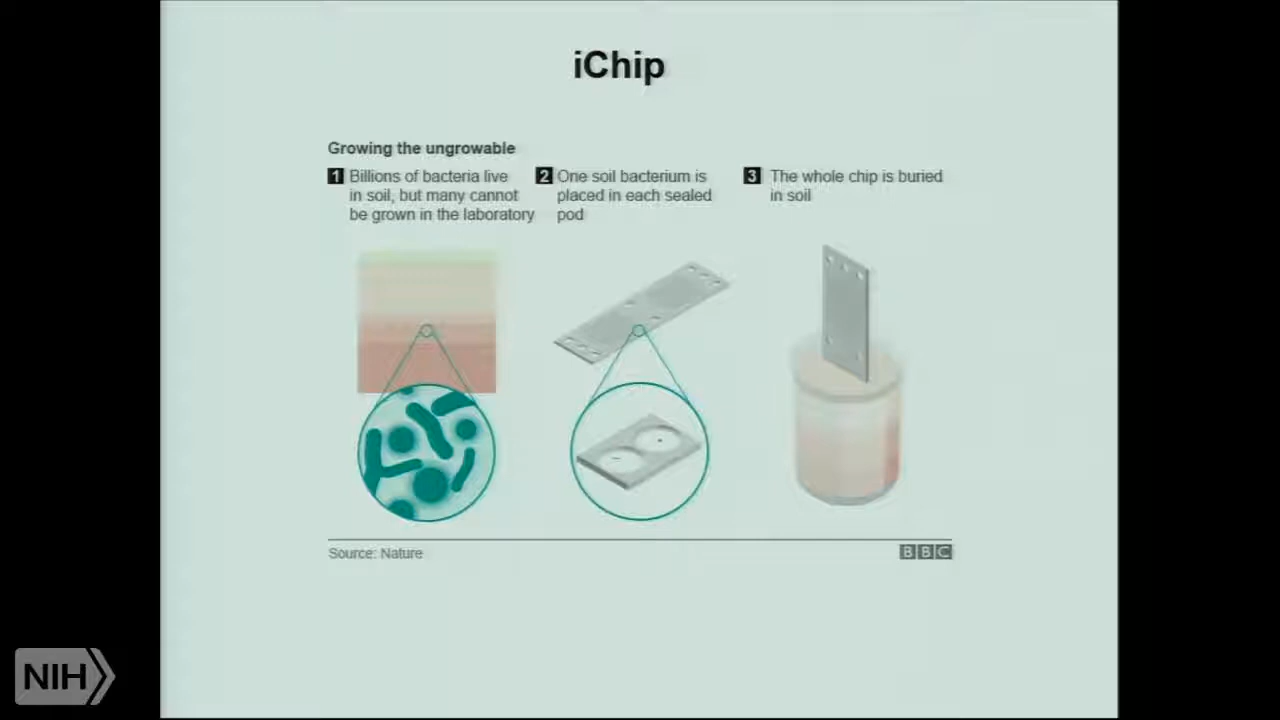 iChip
Growing the ungrowable
1 Billions of bacteria live
in soil, but many cannot
be grown in the laboratory
2 One soil bacterium is
placed in each sealed
pod
3 The whole chip is buried
in soil
Source: Nature
BBC
NIH